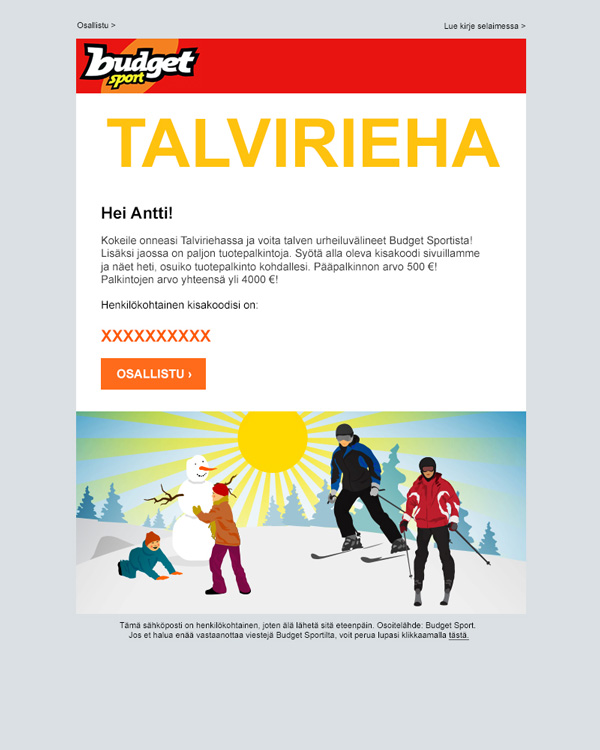 Osallistu >
Lue kirje selaimessa >
budget
sport
TALVIRIEHA
Hei Antti!
Kokeile onneasi Talviriehassa ja voita talven urheiluvälineet Budget Sportista!
Lisäksi jaossa on paljon tuotepalkintoja. Syötä alla oleva kisakoodi sivuillamme
ja näet heti, osuiko tuotepalkinto kohdallesi. Pääpalkinnon arvo 500 €!
Palkintojen arvo yhteensä yli 4000 €!
Henkilökohtainen kisakoodisi on:
XXXXXXXXXX
OSALLISTU ›
Tämä sähköposti on henkilökohtainen, joten älä lähetä sitä eteenpäin. Osoitelähde: Budget Sport.
Jos et halua enää vastaanottaa viestejä Budget Sportilta, voit perua lupasi klikkaamalla tästä.